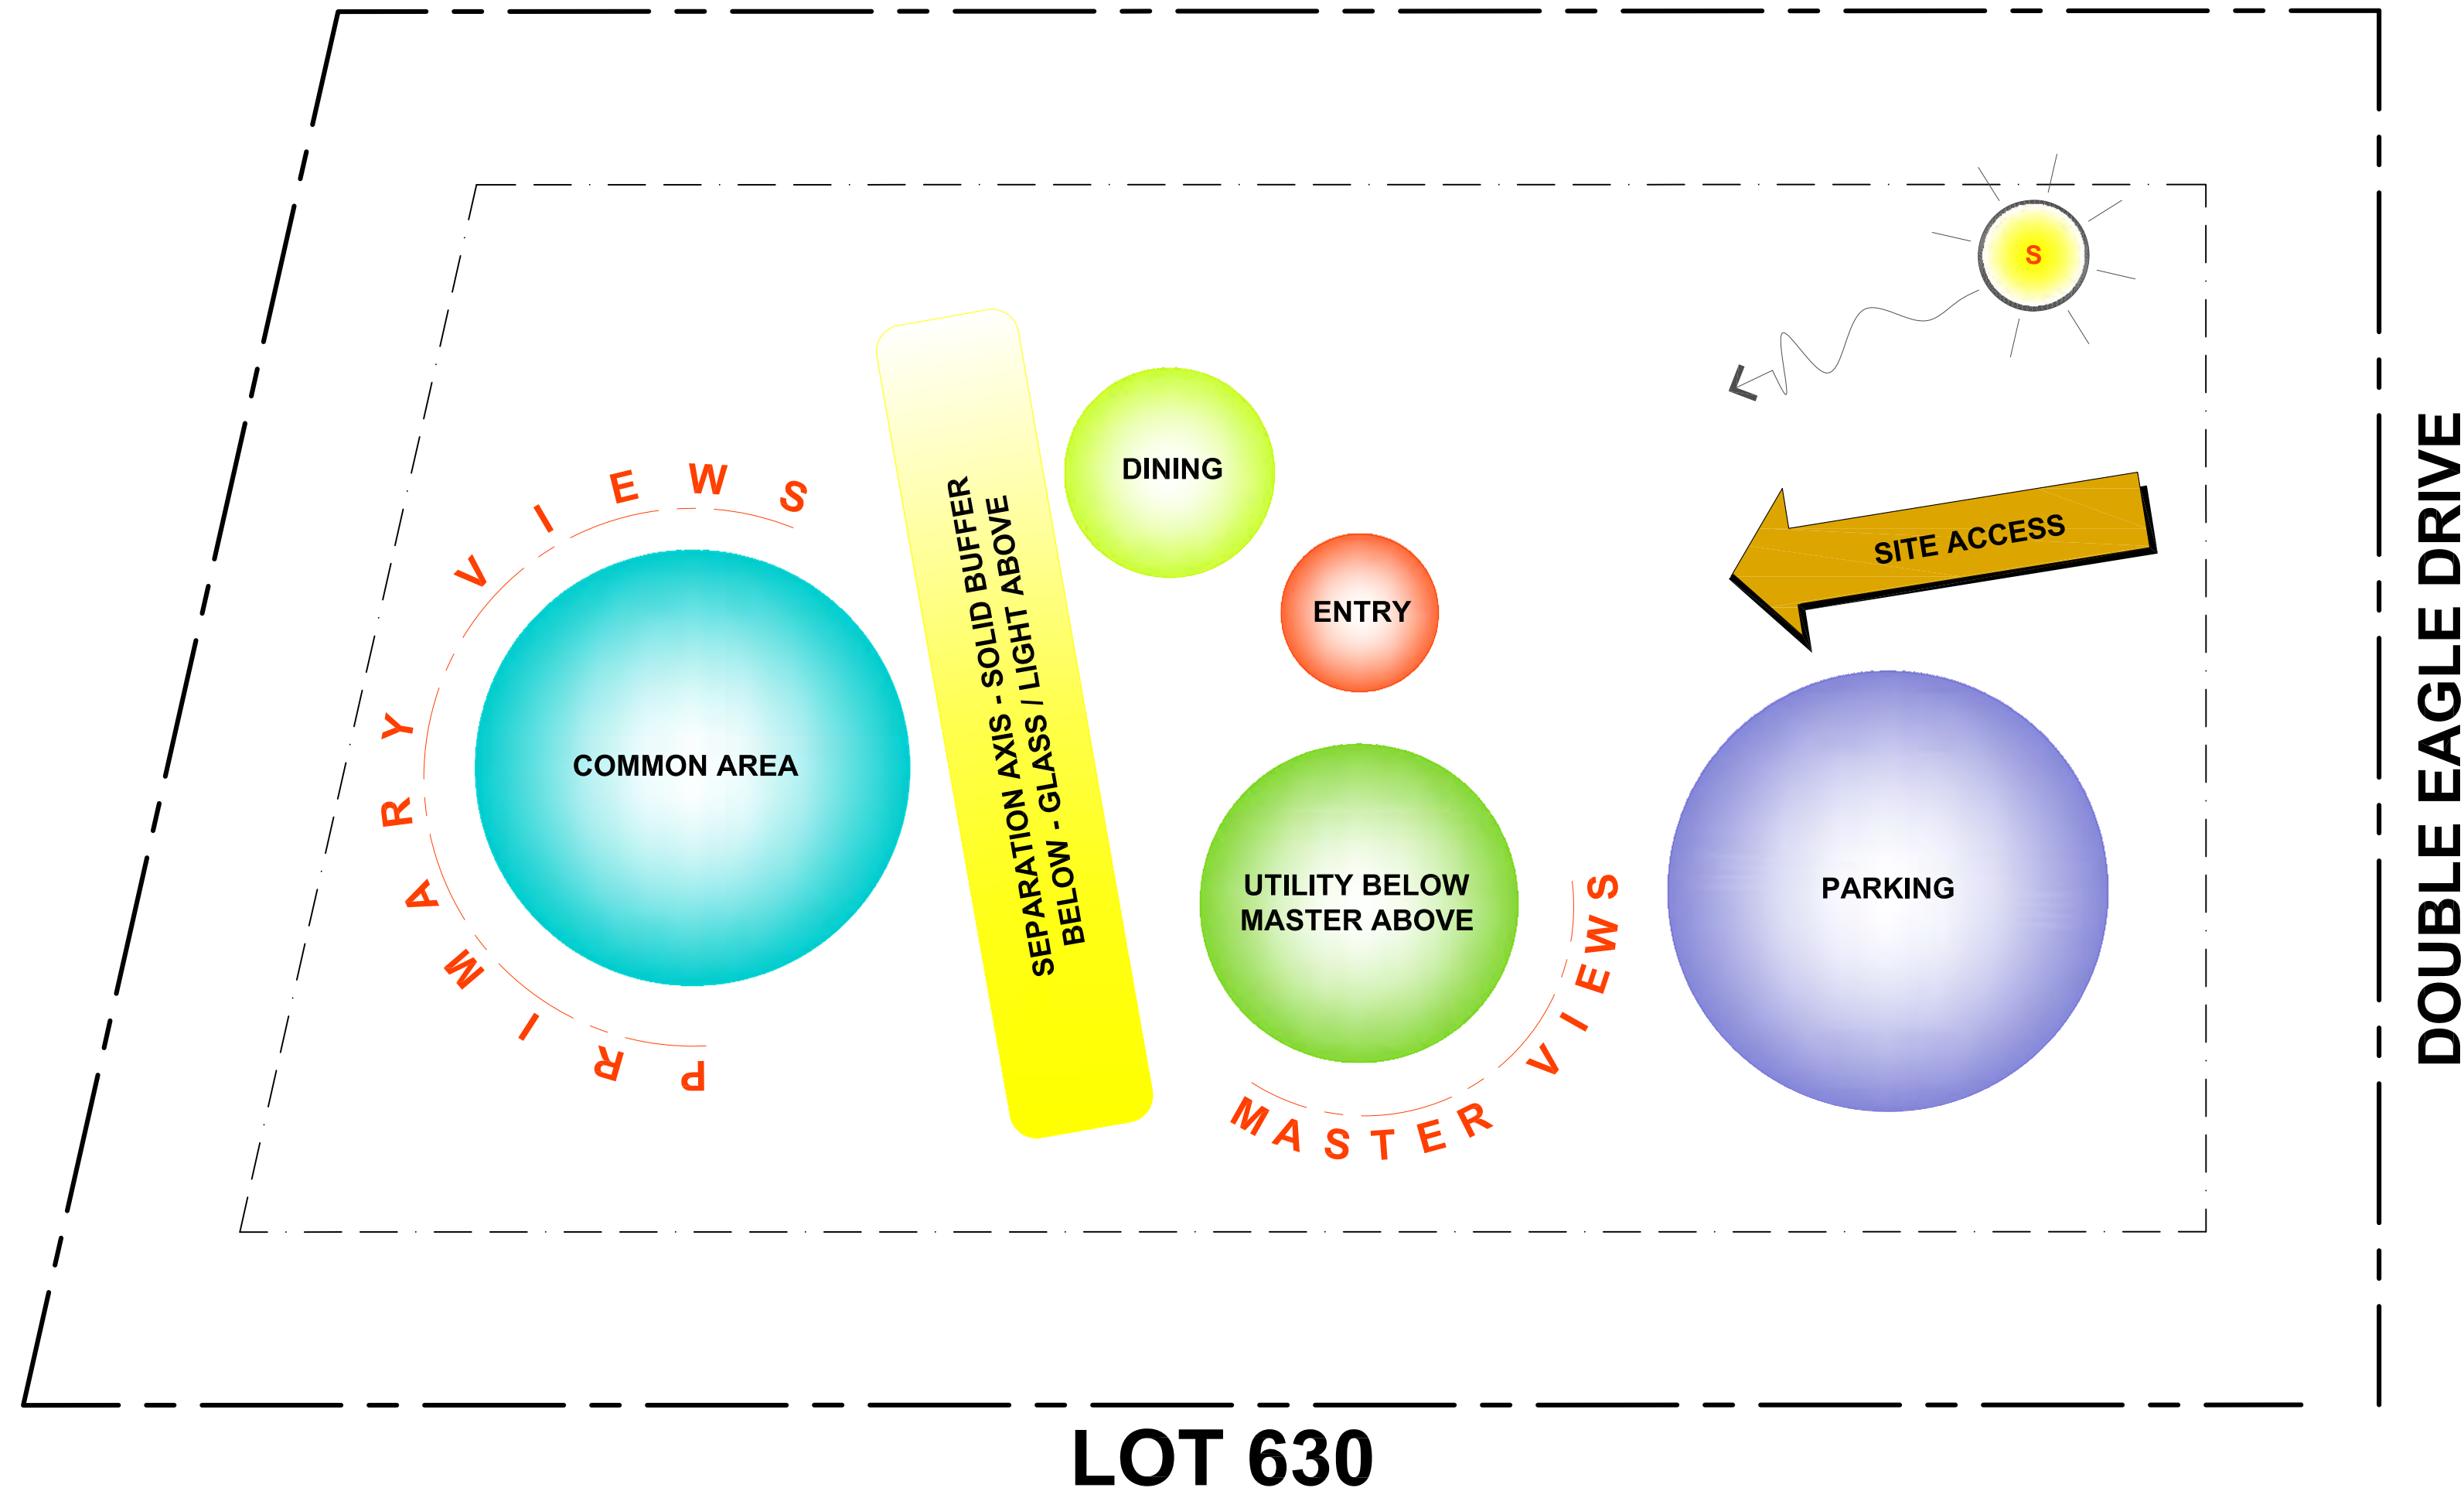 S
DINING
SITE ACCESS
ENTRY
PRIMARY VIEWS
COMMON AREA
SEPARATION AXIS - SOLID BUFFER
BELOW - GLASS / LIGHT ABOVE
UTILITY BELOW
MASTER ABOVE
MASTER VIEWS
PARKING
DOUBLE EAGLE DRIVE
LOT 630